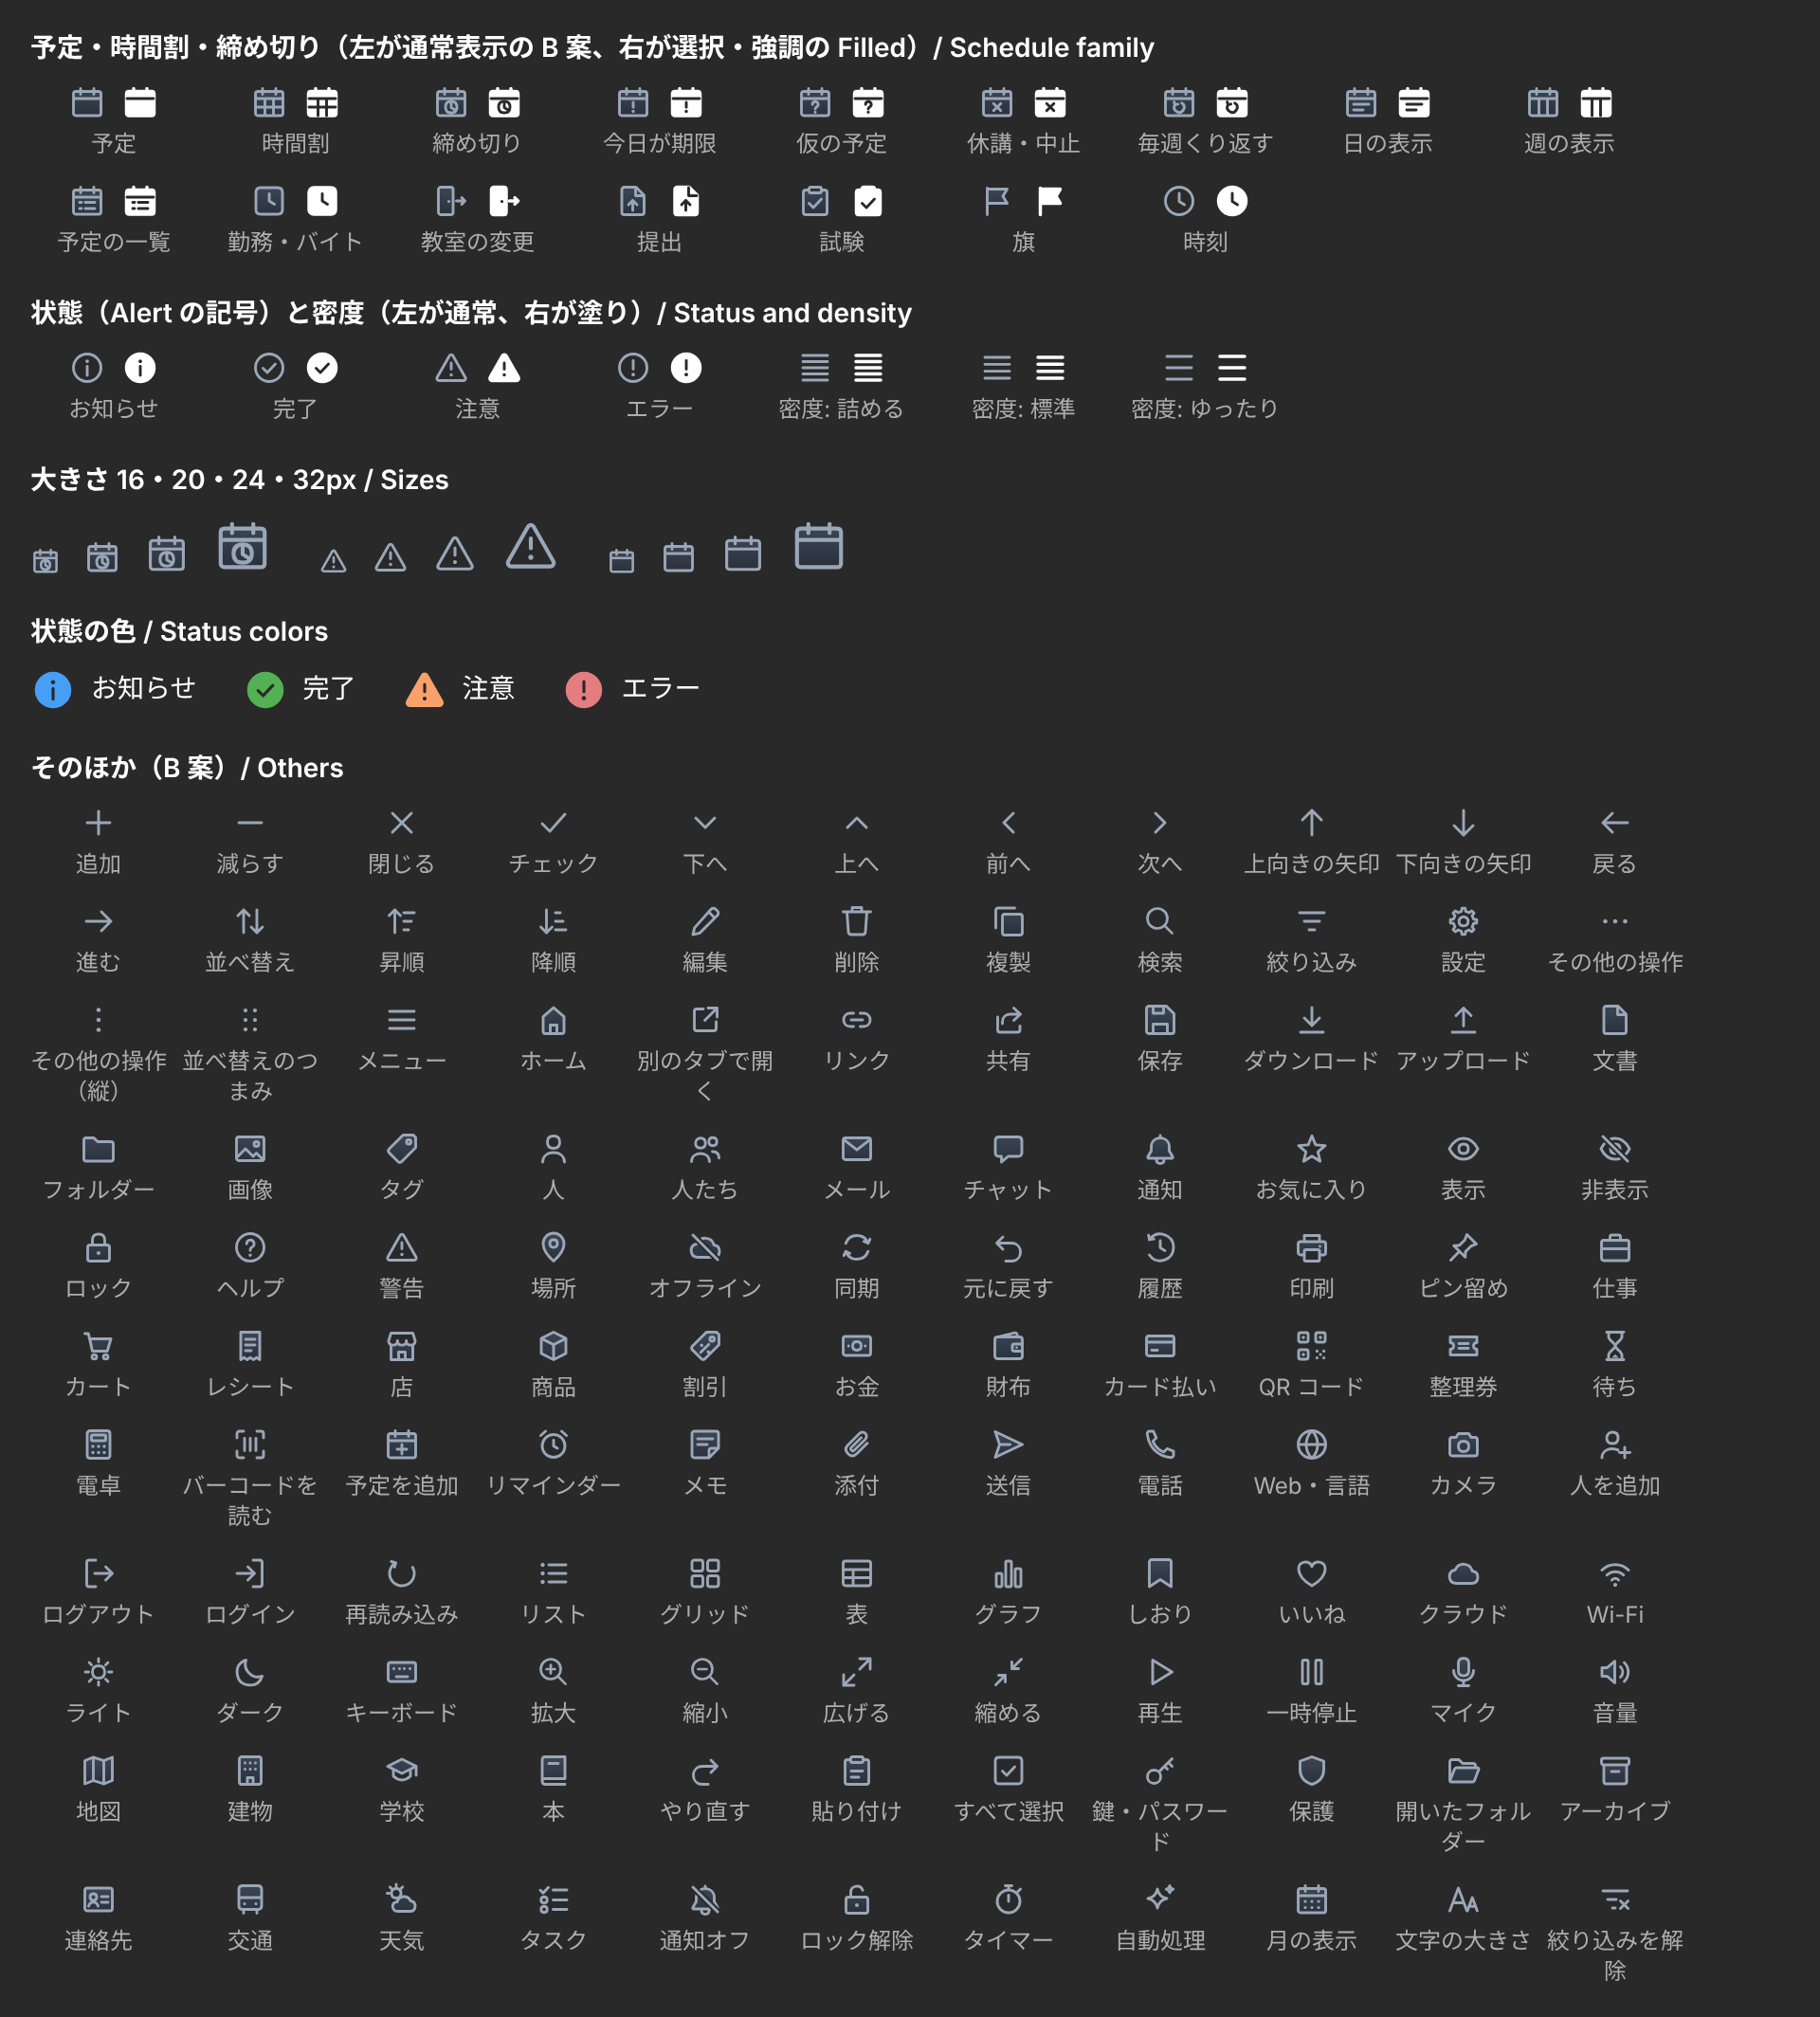 予定・時間割・締め切り（左が通常表示の B 案、右が選択・強調の Filled）/ Schedule family
予定 時間割 締め切り 今日が期限 仮の予定 休講・中止 毎週くり返す 日の表示 週の表示
予定の一覧 勤務・バイト 教室の変更 提出 試験 旗 時刻
状態（Alert の記号）と密度（左が通常、右が塗り）/ Status and density
お知らせ 完了 注意 エラー 密度: 詰める 密度: 標準 密度: ゆったり
大きさ 16・20・24・32px / Sizes
状態の色 / Status colors
お知らせ 完了 注意 エラー
そのほか（B 案）/ Others
追加 減らす 閉じる チェック 下へ 上へ 前へ 次へ 上向きの矢印 下向きの矢印 戻る
進む 並べ替え 昇順 降順 編集 削除 複製 検索 絞り込み 設定 その他の操作
その他の操作 並べ替えのつ メニュー ホーム 別のタブで開 リンク 共有 保存 ダウンロード アップロード 文書
（縦） まみ く
フォルダー 画像 タグ 人 人たち メール チャット 通知 お気に入り 表示 非表示
ロック ヘルプ 警告 場所 オフライン 同期 元に戻す 履歴 印刷 ピン留め 仕事
カート レシート 店 商品 割引 お金 財布 カード払い QR コード 整理券 待ち
電卓 バーコードを 予定を追加 リマインダー メモ 添付 送信 電話 Web・言語 カメラ 人を追加
読む
ログアウト ログイン 再読み込み リスト グリッド 表 グラフ しおり いいね クラウド Wi-Fi
ライト ダーク キーボード 拡大 縮小 広げる 縮める 再生 一時停止 マイク 音量
地図 建物 学校 本 やり直す 貼り付け すべて選択 鍵・パスワー 保護 開いたフォル アーカイブ
ド ダー
連絡先 交通 天気 タスク 通知オフ ロック解除 タイマー 自動処理 月の表示 文字の大きさ 絞り込みを解
除